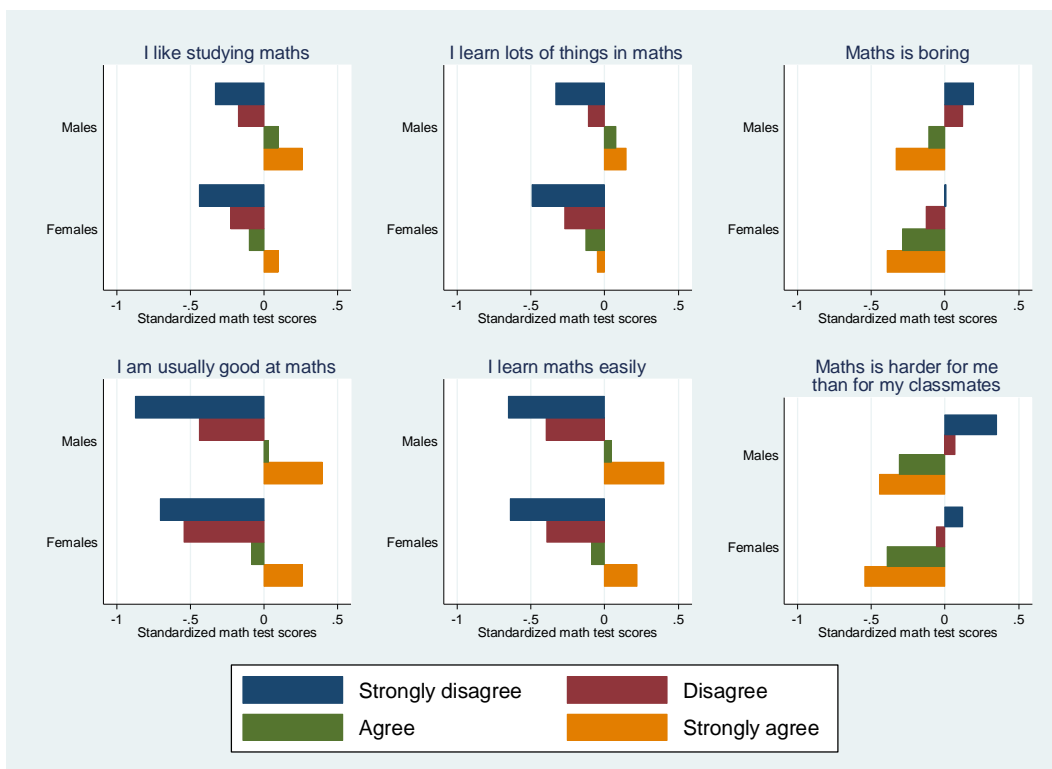 I like studying maths
Males
Females
-1 -.5 0 .5
Standardized math test scores
I learn lots of things in maths
Males
Females
-1 -.5 0 .5
Standardized math test scores
Maths is boring
Males
Females
-1 -.5 0 .5
Standardized math test scores
I am usually good at maths
Males
Females
-1 -.5 0 .5
Standardized math test scores
I learn maths easily
Males
Females
-1 -.5 0 .5
Standardized math test scores
Maths is harder for me
than for my classmates
Males
Females
-1 -.5 0 .5
Standardized math test scores
Strongly disagree Disagree
Agree Strongly agree